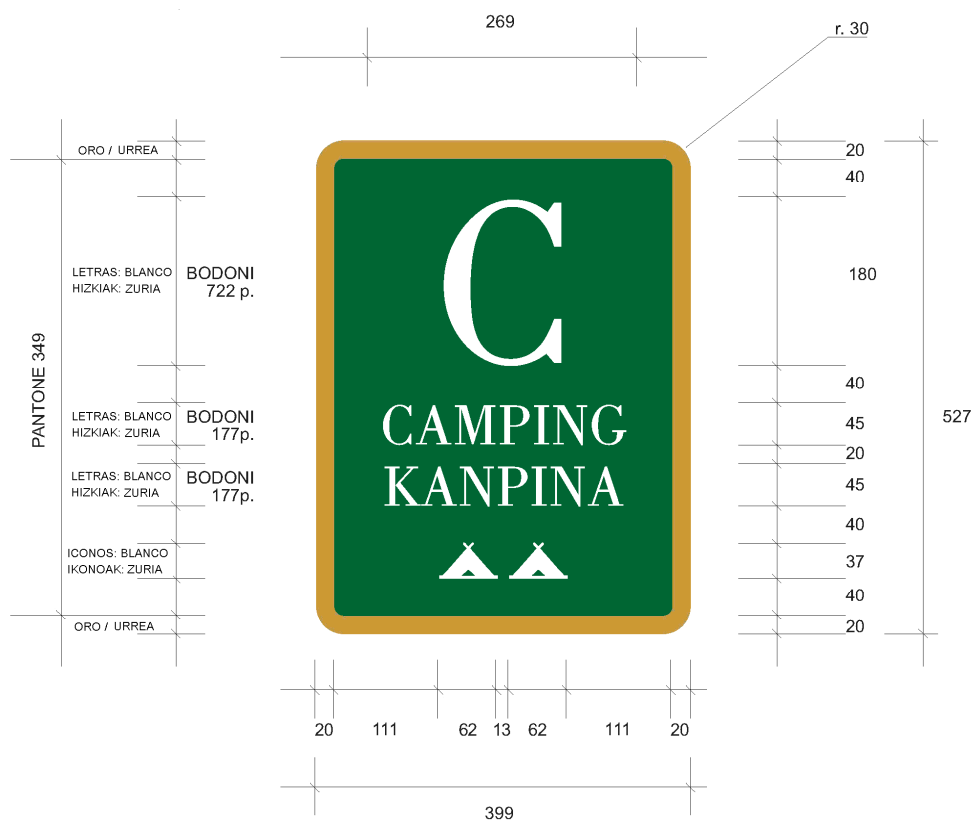 269
r. 30
ORO / URREA
20
40
LETRAS: BLANCO
HIZKIAK: ZURIA
BODONI
722 p.
C
180
PANTONE 349
40
LETRAS: BLANCO
HIZKIAK: ZURIA
BODONI
177p.
CAMPING
45
527
20
LETRAS: BLANCO
HIZKIAK: ZURIA
BODONI
177p.
KANPINA
45
40
ICONOS: BLANCO
IKONOAK: ZURIA
37
40
ORO / URREA
20
20 111 62 13 62 111 20
399